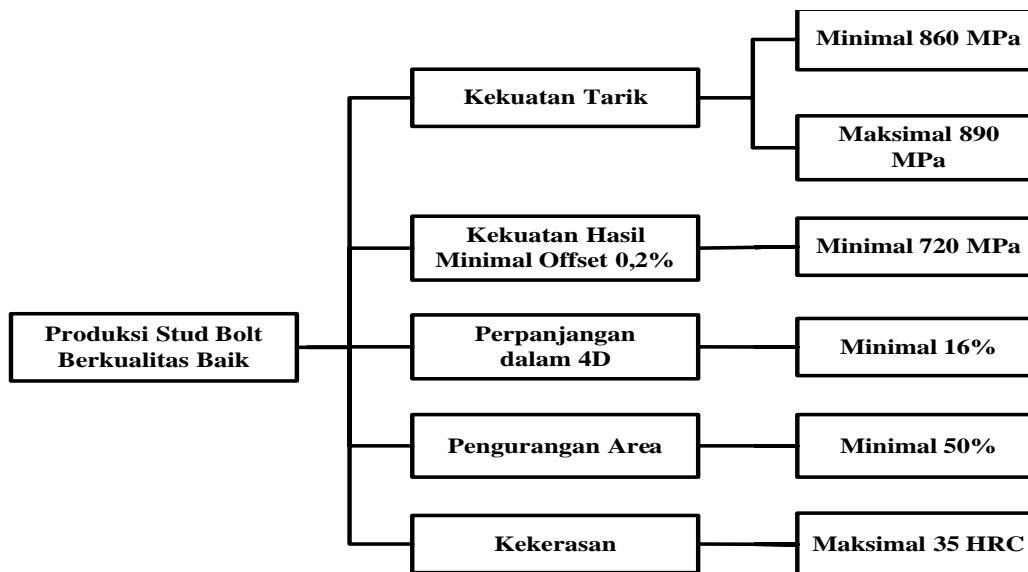 Produksi Stud Bolt
Berkualitas Baik
Kekuatan Tarik
Minimal 860 MPa
Maksimal 890
MPa
Kekuatan Hasil
Minimal Offset 0,2%
Minimal 720 MPa
Perpanjangan
dalam 4D
Minimal 16%
Pengurangan Area
Minimal 50%
Kekerasan
Maksimal 35 HRC